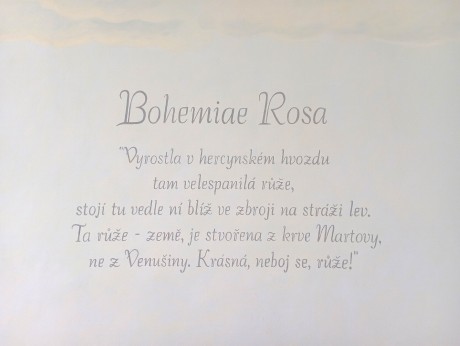 Bohemiae Rosa
"Vyrostla v hercynském hvozdu
tam velespanilá růže,
stojí tu vedle ní blíž ve zbroji na stráži lev.
Ta růže - země, je stvořena z krve Martovy,
ne z Venušiny. Krásná, neboj se, růže!"